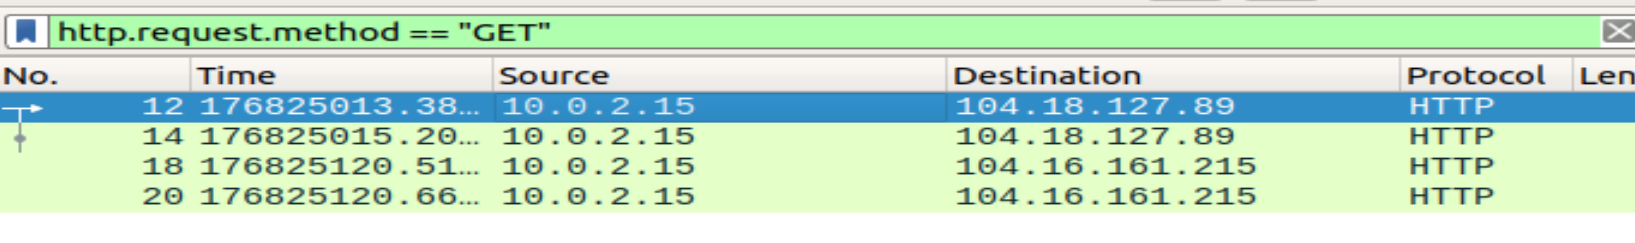 http.request.method == "GET"
No. Time Source Destination Protocol Len
12 176825013.38… 10.0.2.15 104.18.127.89 HTTP
14 176825015.20… 10.0.2.15 104.18.127.89 HTTP
18 176825120.51… 10.0.2.15 104.16.161.215 HTTP
20 176825120.66… 10.0.2.15 104.16.161.215 HTTP